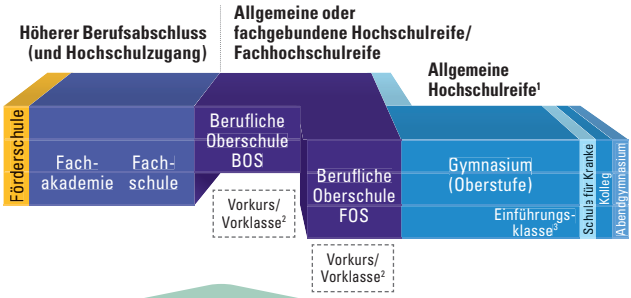 Höherer Berufsabschluss
(und Hochschulzugang)
Allgemeine oder
fachgebundene Hochschulreife/
Fachhochschulreife
Allgemeine
Hochschulreife¹
Förderschule
Fach-
akademie
Fach-
schule
Berufliche
Oberschule
BOS
Vorkurs/
Vorklasse²
Berufliche
Oberschule
FOS
Vorkurs/
Vorklasse²
Gymnasium
(Oberstufe)
Einführungs-
klasse³
Schule für Kranke
Kolleg
Abendgymnasium